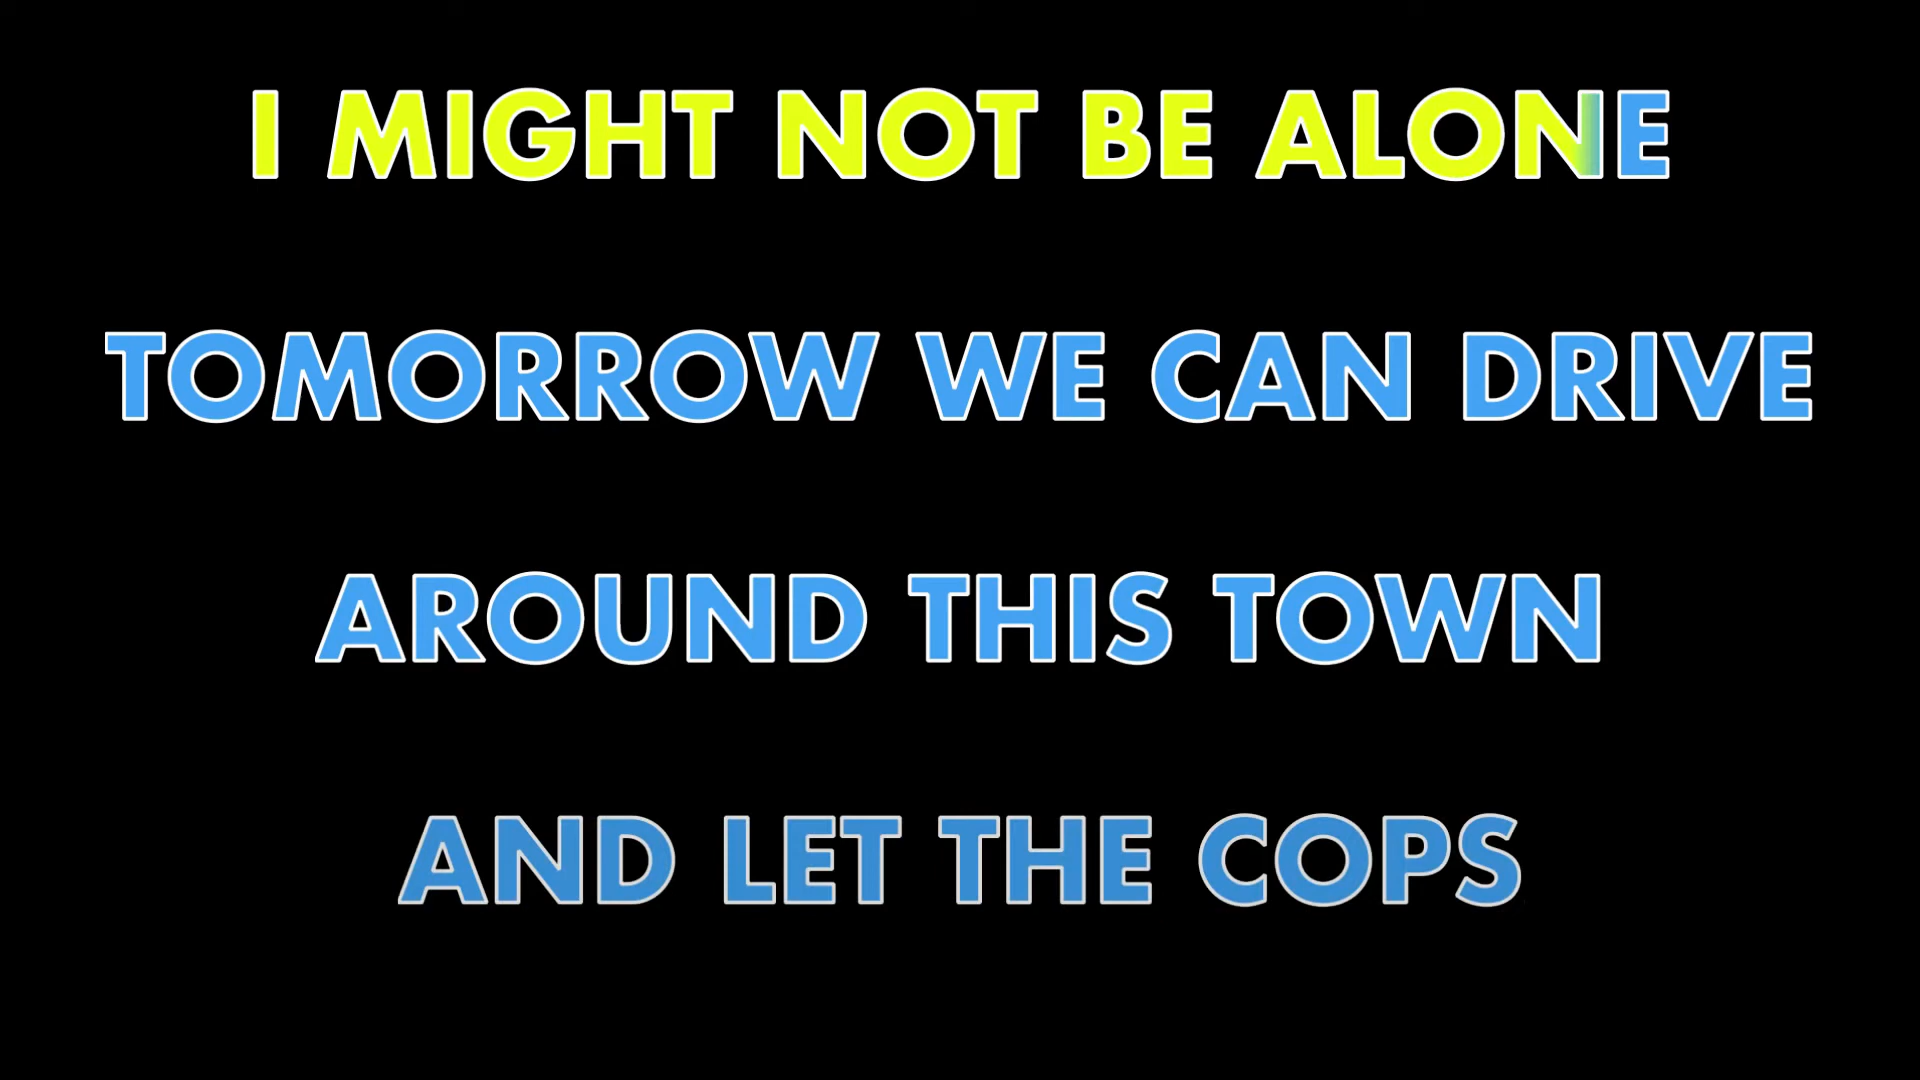 I MIGHT NOT BE ALONE
TOMORROW WE CAN DRIVE
AROUND THIS TOWN
AND LET THE COPS